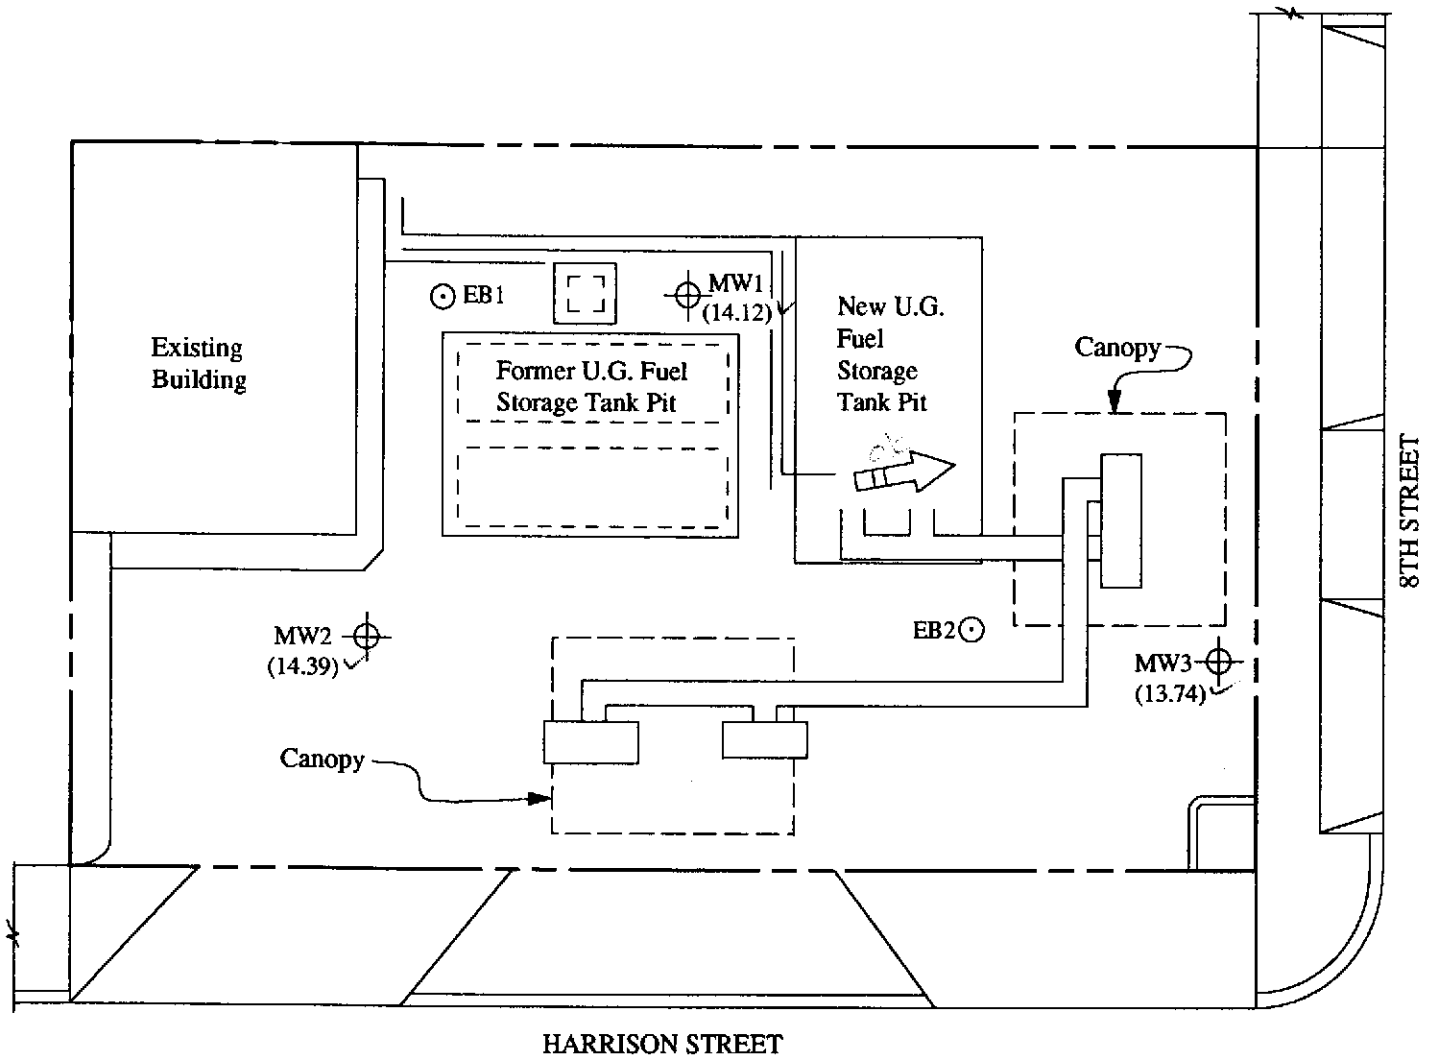 EB1
MW1
(14.12)
New U.G.
Fuel
Storage
Tank Pit
Existing
Building
Former U.G. Fuel
Storage Tank Pit
Canopy
8TH STREET
MW2
(14.39)
EB2
MW3
(13.74)
Canopy
HARRISON STREET